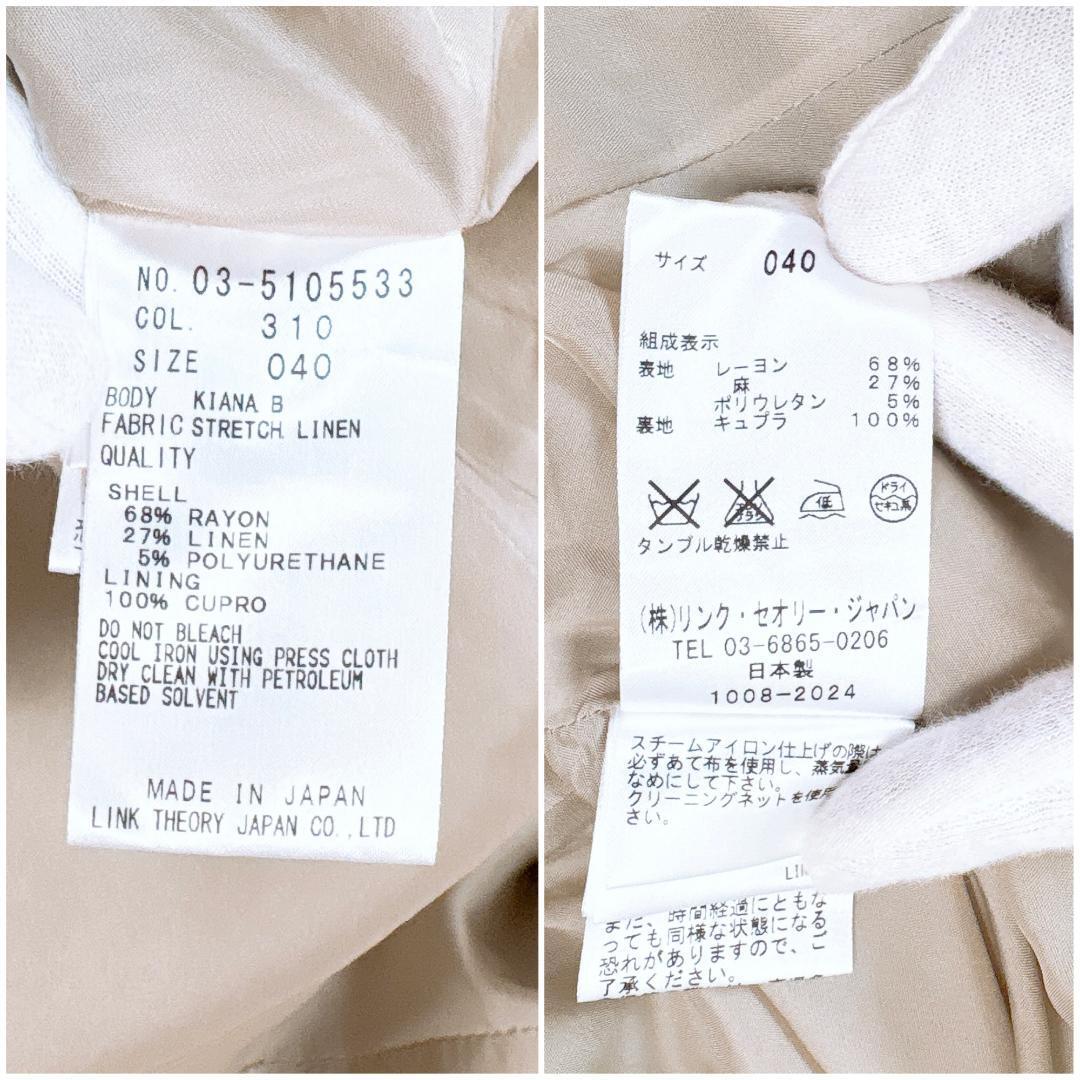 NO. 03-5105533
COL. 310
SIZE 040
BODY KIANA B
FABRIC STRETCH LINEN
QUALITY
SHELL
68% RAYON
27% LINEN
5% POLYURETHANE
LINING
100% CUPRO
DO NOT BLEACH
COOL IRON USING PRESS CLOTH
DRY CLEAN WITH PETROLEUM
BASED SOLVENT
MADE IN JAPAN
LINK THEORY JAPAN CO.,LTD
サイズ 040
組成表示
表地 レーヨン 68%
麻 27%
ポリウレタン 5%
裏地 キュプラ 100%
低 ドライ
セキユ系
タンブル乾燥禁止
(株)リンク・セオリー・ジャパン
TEL 03-6865-0206
日本製
1008-2024
スチームアイロン仕上げの際は
必ずあて布を使用し、蒸気
なめにして下さい。
クリーニングネットを使用
さい。
また、時間経過にともな
っても同様な状態になる
恐れがありますので、ご
了承ください。